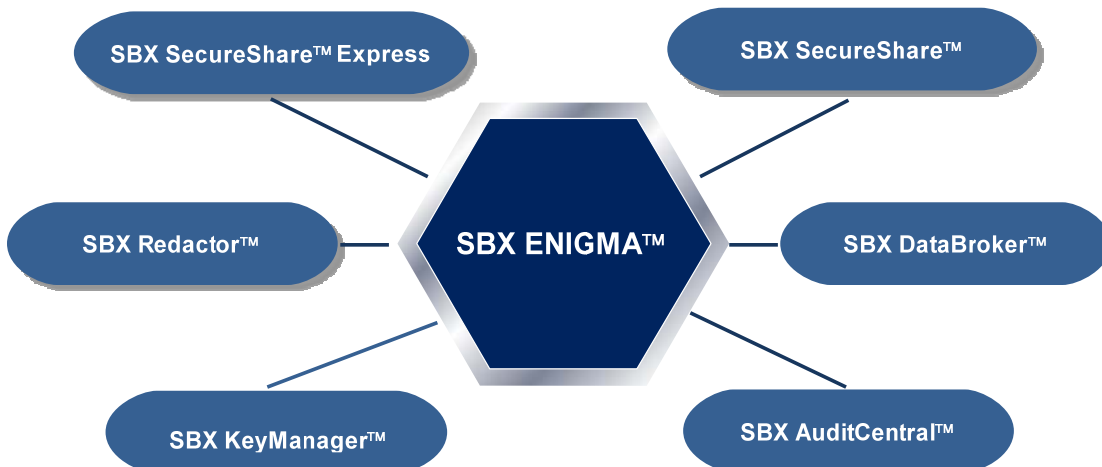 SBX SecureShare™ Express
SBX SecureShare™
SBX Redactor™
SBX ENIGMA™
SBX DataBroker™
SBX KeyManager™
SBX AuditCentral™